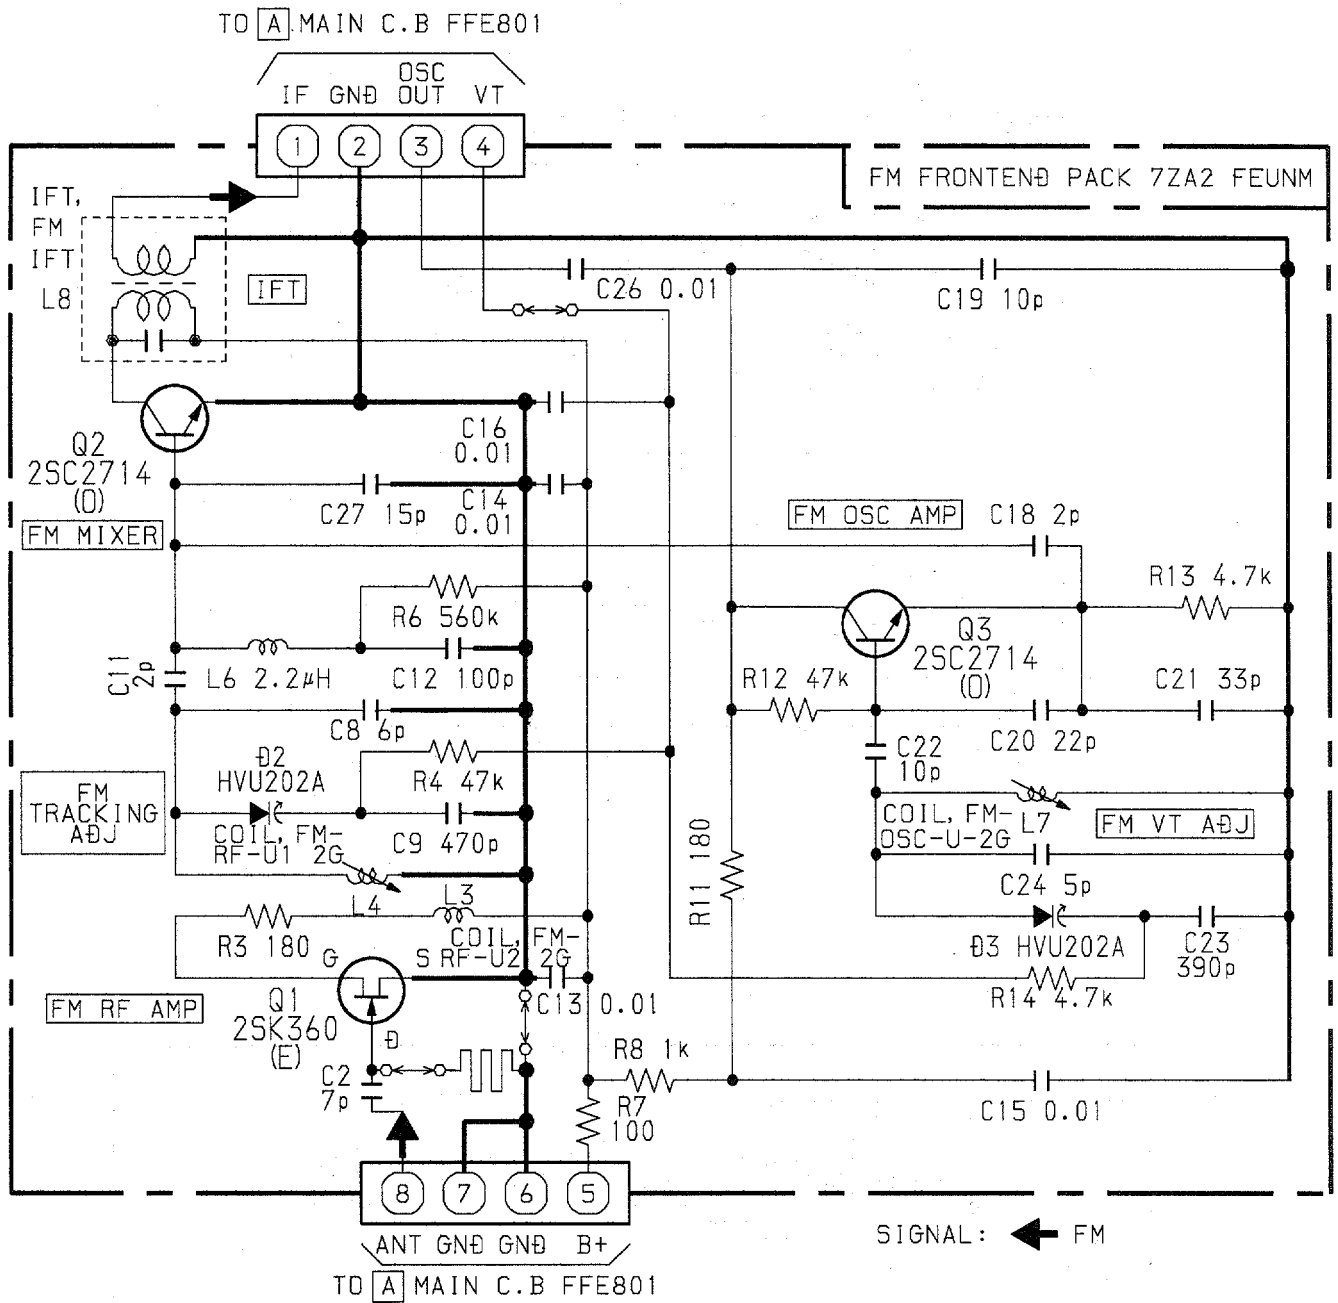 TO A MAIN C.B FFE801
OSC
IF GND OUT VT
1 2 3 4
FM FRONTEND PACK 7ZA2 FEUNM
IFT,
FM
IFT
L8
IFT
C26 0.01
C19 10p
Q2
2SC2714
(O)
FM MIXER
C16
0.01
C27 15p
C14
0.01
FM OSC AMP
C18 2p
R13 4.7k
R6 560k
Q3
2SC2714
(O)
C11
2p
L6 2.2μH
C12 100p
R12 47k
C21 33p
C8 6p
C20 22p
C22
10p
D2
HVU202A
R4 47k
FM
TRACKING
ADJ
COIL, FM-
RF-U1 2G
C9 470p
COIL, FM-
OSC-U-2G
L7
FM VT ADJ
R11 180
C24 5p
L4
L3
R3 180
COIL, FM-
RF-U2 2G
D3 HVU202A
C23
390p
G
S
R14 4.7k
C13 0.01
FM RF AMP
Q1
2SK360
(E)
D
C2
7p
R8 1k
R7
100
C15 0.01
8 7 6 5
ANT GND GND B+
TO A MAIN C.B FFE801
SIGNAL: FM